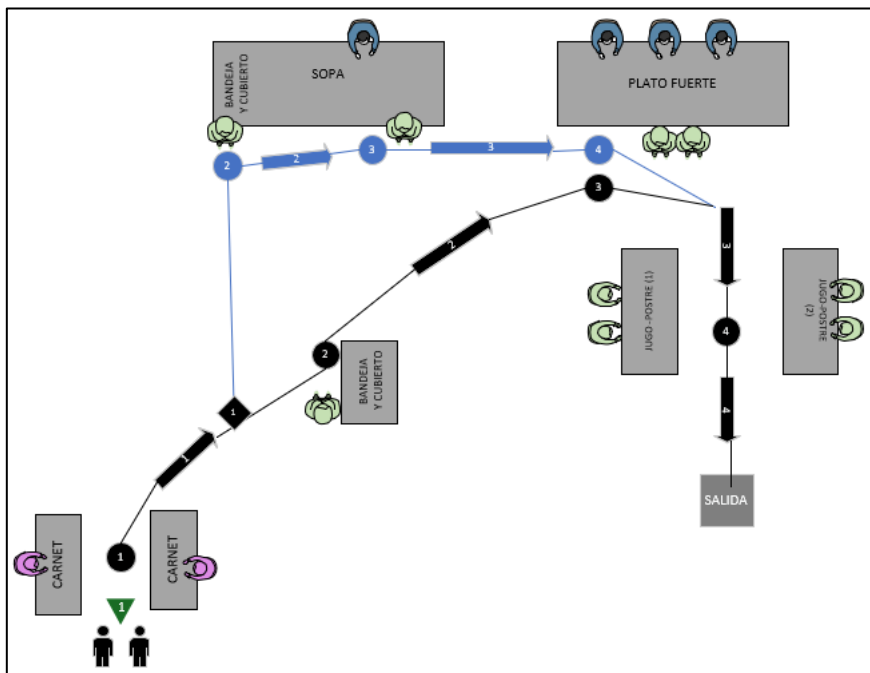 BANDEJA
Y CUBIERTO
SOPA
PLATO FUERTE
2
2
3
3
4
3
2
3
JUGO -POSTRE (1)
JUGO-POSTRE
(2)
4
2
BANDEJA
Y CUBIERTO
1
4
1
SALIDA
CARNET
1
CARNET
1